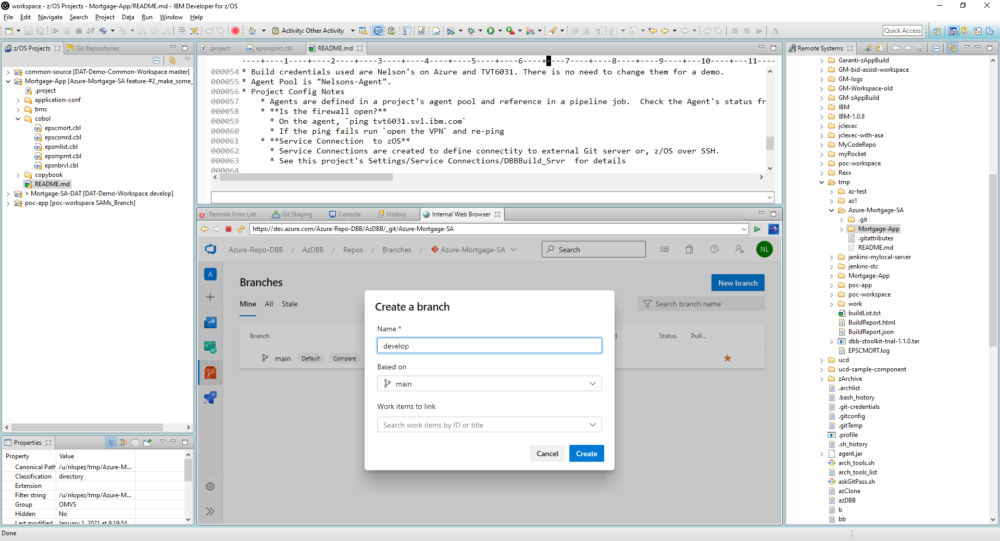 workspace - z/OS Projects - Mortgage-App/README.md - IBM Developer for z/OS
File Edit Navigate Search Project Data Run Window Help
Activity: Other Activity
Quick Access
z/OS Projects
Git Repositories
common-source [DAT-Demo-Common-Workspace master]
Mortgage-App [Azure-Mortgage-SA feature-#2_make_some_
.project
application-conf
bms
cobol
epscmort.cbl
epscsmrd.cbl
epsmlist.cbl
epsmpmt.cbl
epsnbrvl.cbl
copybook
README.md
> Mortgage-SA-DAT [DAT-Demo-Workspace develop]
poc-app [poc-workspace SAMs_Branch]
Properties
Property Value
Canonical Path /u/nlopez/tmp/Azure-M...
Classification directory
Extension
Filter string /u/nlopez/tmp/Azure-M...
Group OMVS
Hidden No
Last modified January 1, 2021 at 9:19:54
.project
epsmpmt.cbl
README.md
----+----1----+----2----+----3----+----4----+----5----+----6----+----7----+----8----+----9----+----10----+----11----
000054 * Build credentials used are Nelson's on Azure and TVT6031. There is no need to change them for a demo.
000055 * Agent Pool is "Nelsons-Agent".
000056 * Project Config Notes
000057 * Agents are defined in a project's agent pool and reference in a pipeline job. Check the Agent's status fr
000058 * **Is the firewall open?**
000059 * On the agent, `ping tvt6031.svl.ibm.com`
000060 * If the ping fails run `open the VPN` and re-ping
000061 * **Service Connection to zOS**
000062 * Service Connections are created to define connectity to external Git server or, z/OS over SSH.
000063 * See this project's Settings/Service Connections/DBBBuild_Srvr for details
000064
Remote Error List
Git Staging
Console
History
Internal Web Browser
https://dev.azure.com/Azure-Repo-DBB/AzDBB/_git/Azure-Mortgage-SA
Azure-Repo-DBB / AzDBB / Repos / Branches / Azure-Mortgage-SA
Search
NL
A
Branches
New branch
Mine All Stale
Search branch name
Branch
d
Status
Pull...
main
Default
Compare
Create a branch
Name *
develop
Based on
main
Work items to link
Search work items by ID or title
Cancel
Create
Remote Systems
Garanti-zAppBuild
GM-bid-assist-workspace
GM-logs
GM-Workspace-old
GM-zAppBuild
IBM
IBM-1.0.8
jclexec
jclexec-with-asa
MyCodeRepo
myRocket
poc-workspace
Rexx
tmp
az-test
az1
Azure-Mortgage-SA
.git
Mortgage-App
.gitattributes
README.md
jenkins-mylocal-server
jenkins-stc
Mortgage-App
poc-app
poc-workspace
work
buildList.txt
BuildReport.html
BuildReport.json
dbb-ztoolkit-trial-1.1.0.tar
EPSCMORT.log
ucd
ucd-sample-component
zArchive
.archlist
.bash_history
.git-credentials
.gitconfig
.gitTemp
.profile
.sh_history
agent.jar
arch_tools.sh
arch_tools_list
askGitPass.sh
azClone
azDBB
b
bb
Done